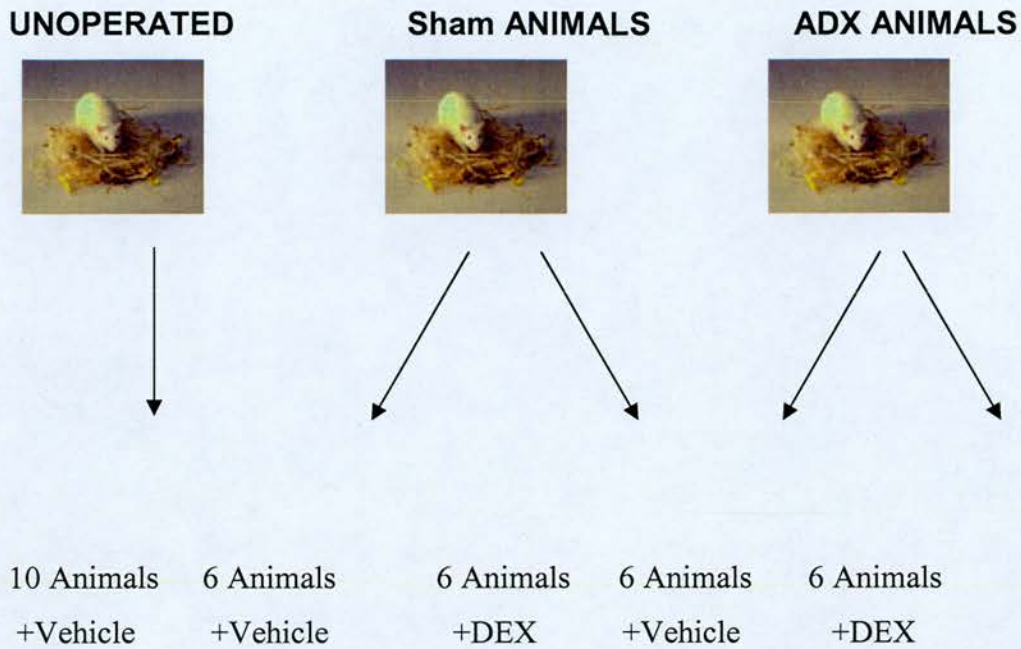 UNOPERATED Sham ANIMALS ADX ANIMALS
10 Animals 6 Animals 6 Animals 6 Animals 6 Animals
+Vehicle +Vehicle +DEX +Vehicle +DEX